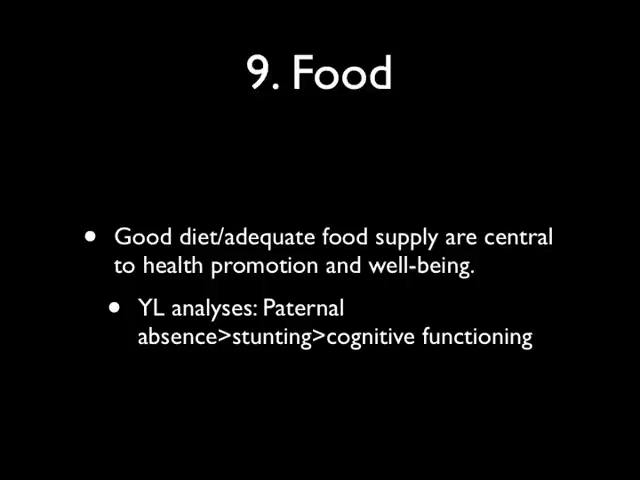 9. Food
• Good diet/adequate food supply are central
to health promotion and well-being.
• YL analyses: Paternal
absence>stunting>cognitive functioning